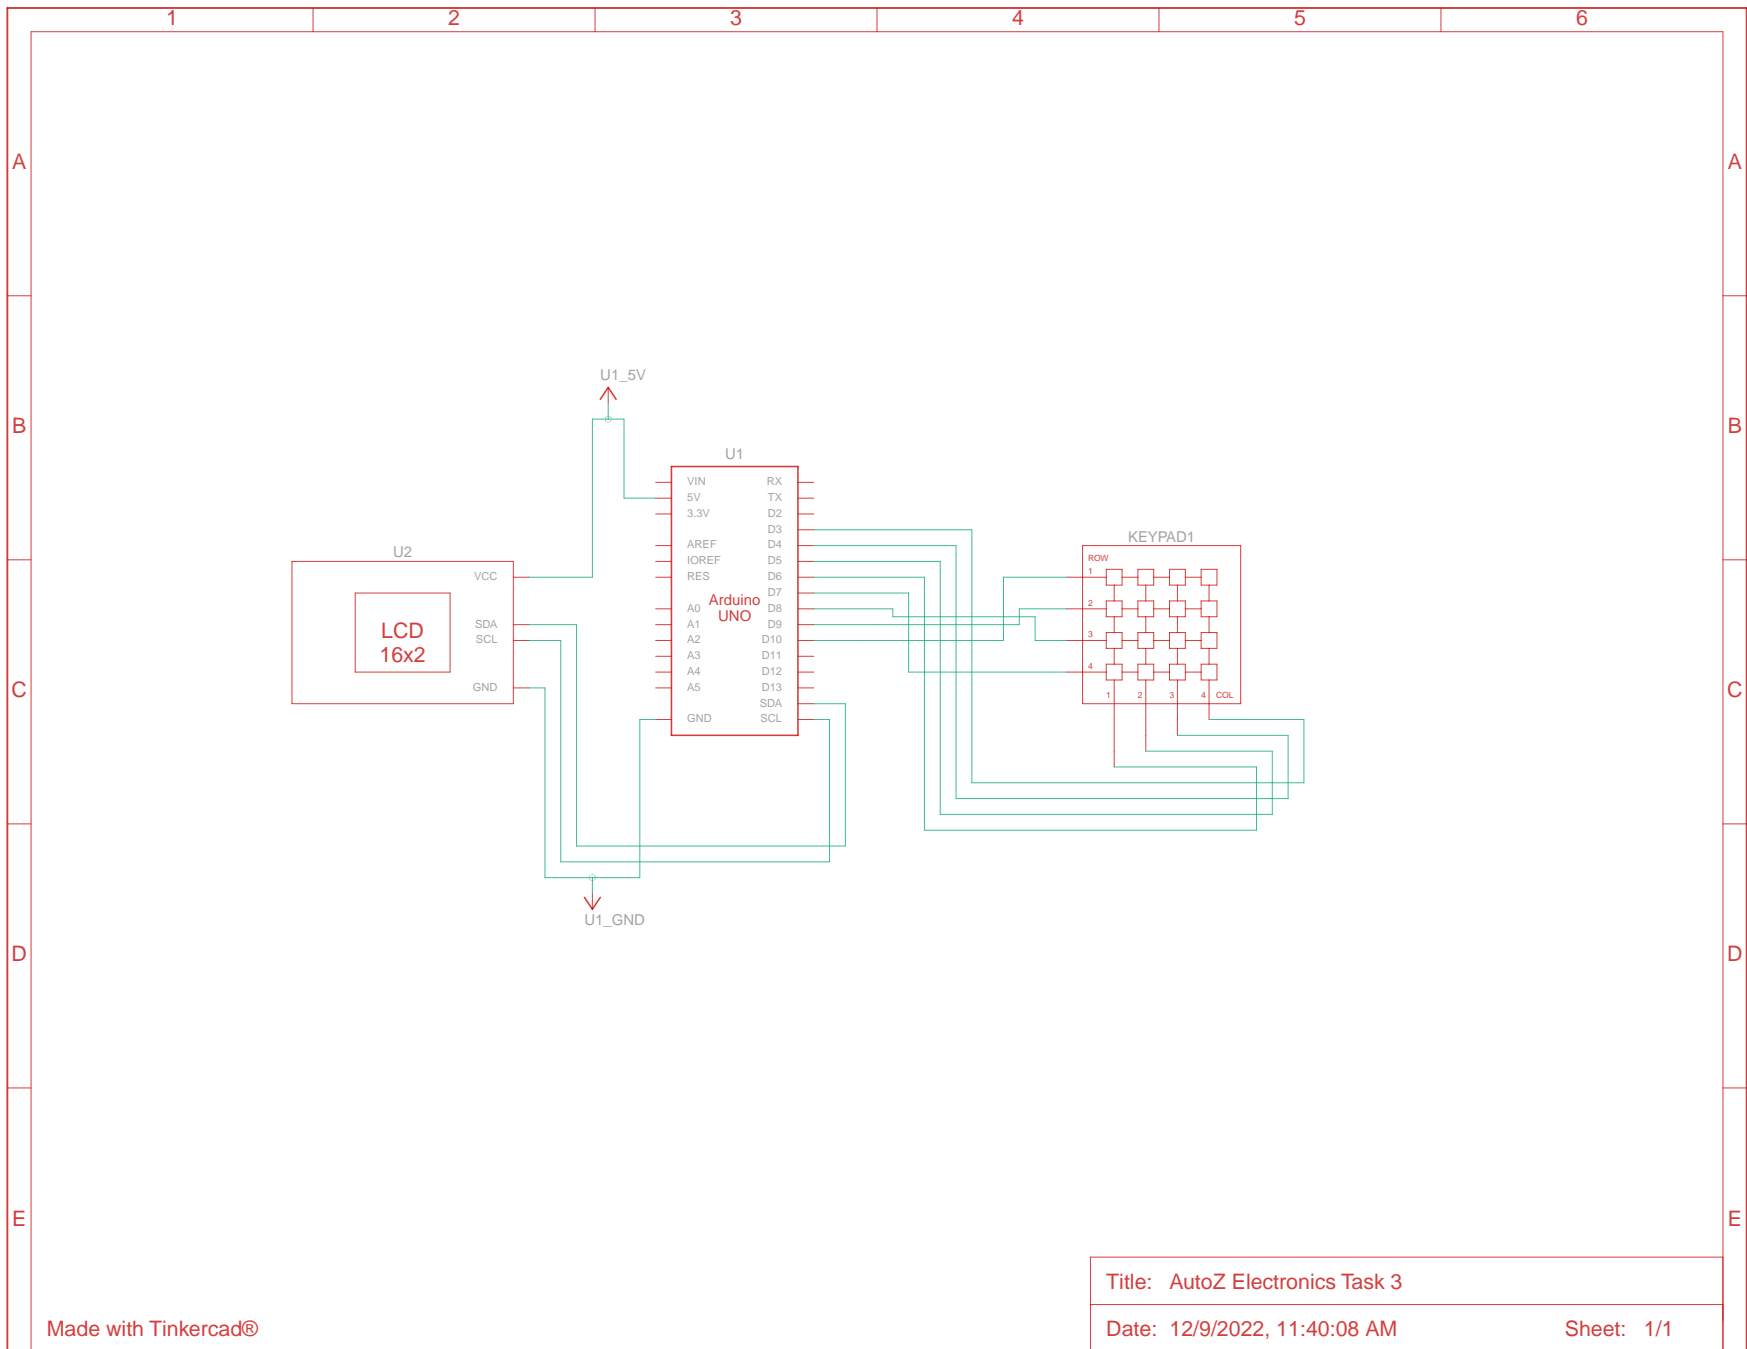 1 2 3 4 5 6
A A
U1_5V
B B
U1
VIN RX
5V TX
3.3V D2
D3
AREF D4
IOREF D5
RES D6
D7
A0 D8
A1 D9
A2 D10
A3 D11
A4 D12
A5 D13
SDA
GND SCL
Arduino
UNO
KEYPAD1
ROW
1
2
3
4
1 2 3 4 COL
U2
VCC
SDA
SCL
GND
LCD
16x2
C C
U1_GND
D D
E E
Title: AutoZ Electronics Task 3
Made with Tinkercad®
Date: 12/9/2022, 11:40:08 AM Sheet: 1/1